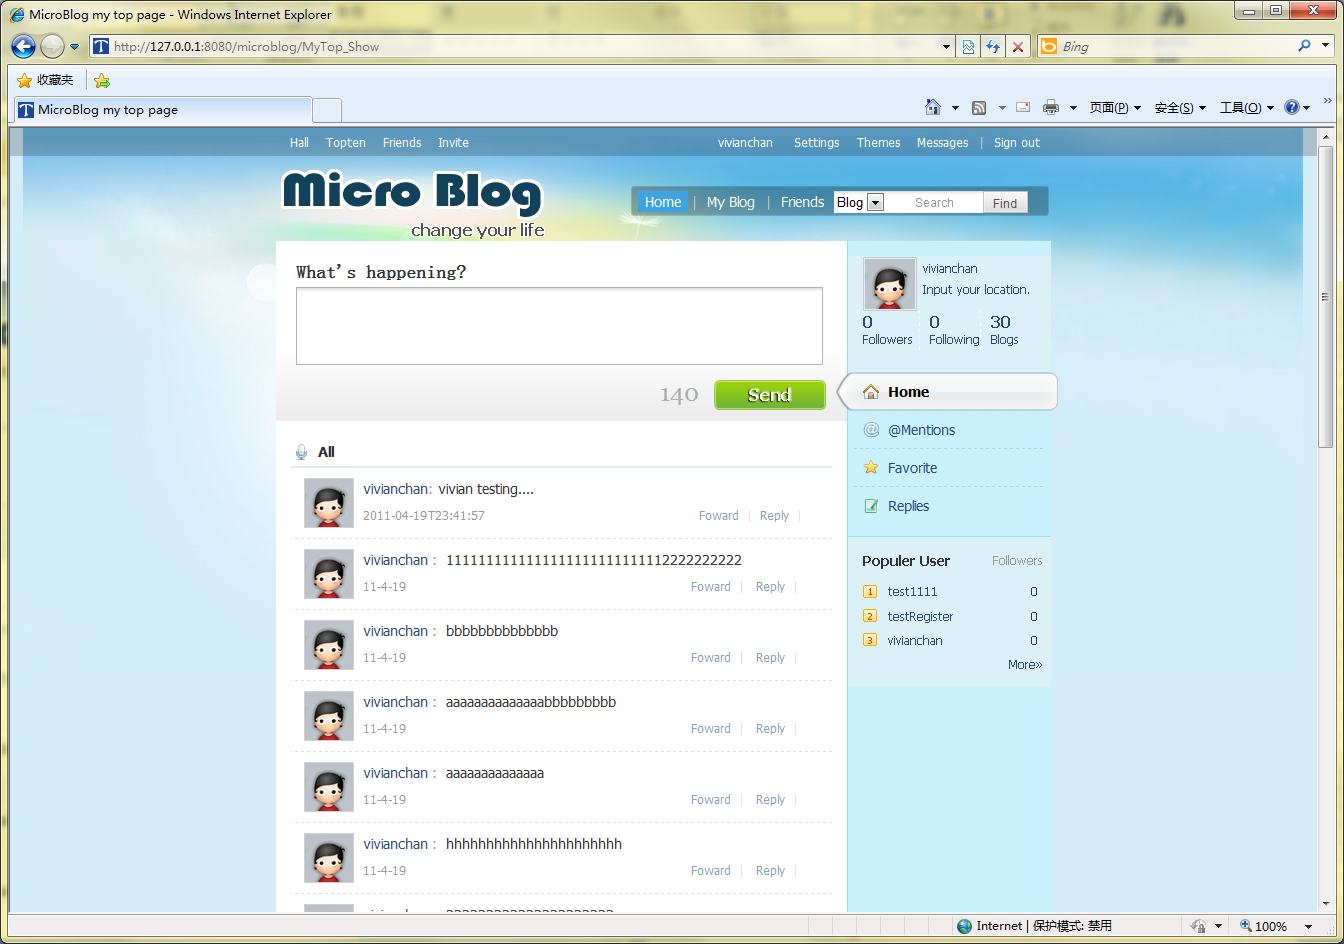 MicroBlog my top page - Windows Internet Explorer
http://127.0.0.1:8080/microblog/MyTop_Show
Bing
收藏夹
MicroBlog my top page
页面(P) 安全(S) 工具(O)
Hall Topten Friends Invite vivianchan Settings Themes Messages | Sign out
Micro Blog
change your life
Home | My Blog | Friends Blog Search Find
What's happening?
140 Send
vivianchan
Input your location.
0 0 30
Followers Following Blogs
Home
@Mentions
Favorite
Replies
Populer User Followers
1 test1111 0
2 testRegister 0
3 vivianchan 0
More»
All
vivianchan: vivian testing....
2011-04-19T23:41:57 Foward | Reply |
vivianchan : 1111111111111111111111111112222222222
11-4-19 Foward | Reply |
vivianchan : bbbbbbbbbbbbbb
11-4-19 Foward | Reply |
vivianchan : aaaaaaaaaaaaaabbbbbbbbb
11-4-19 Foward | Reply |
vivianchan : aaaaaaaaaaaaaa
11-4-19 Foward | Reply |
vivianchan : hhhhhhhhhhhhhhhhhhhhhh
11-4-19 Foward | Reply |
Internet | 保护模式: 禁用
100%